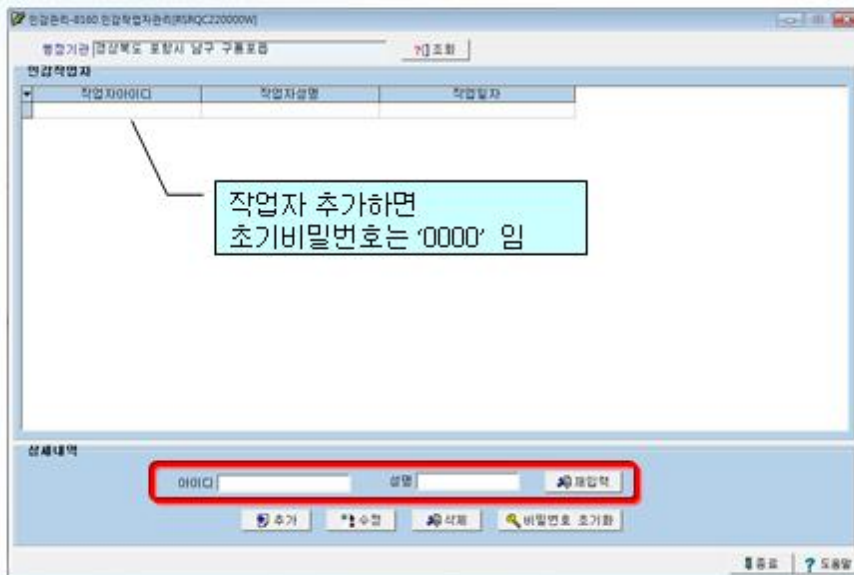 인감관리-8160.인감작업자관리[RSRQC220000W]
행정기관 경상북도 포항시 남구 구룡포읍 ?[]조회
인감작업자
작업자아이디 작업자성명 작업일자
작업자 추가하면
초기비밀번호는 ‘0000’ 임
상세내역
아이디 성명 재입력
추가 수정 삭제 비밀번호 초기화
종료 ? 도움말